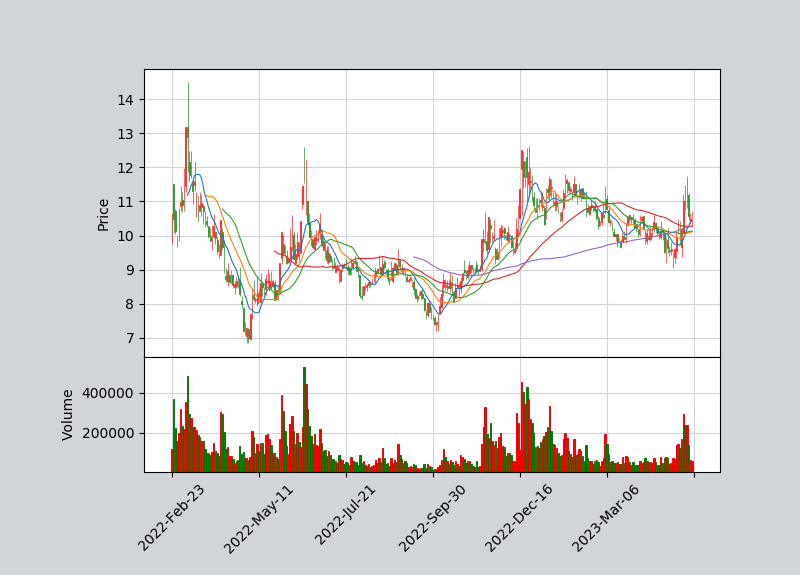 Price
14
13
12
11
10
9
8
7
Volume
400000
200000
2022-Feb-23
2022-May-11
2022-Jul-21
2022-Sep-30
2022-Dec-16
2023-Mar-06